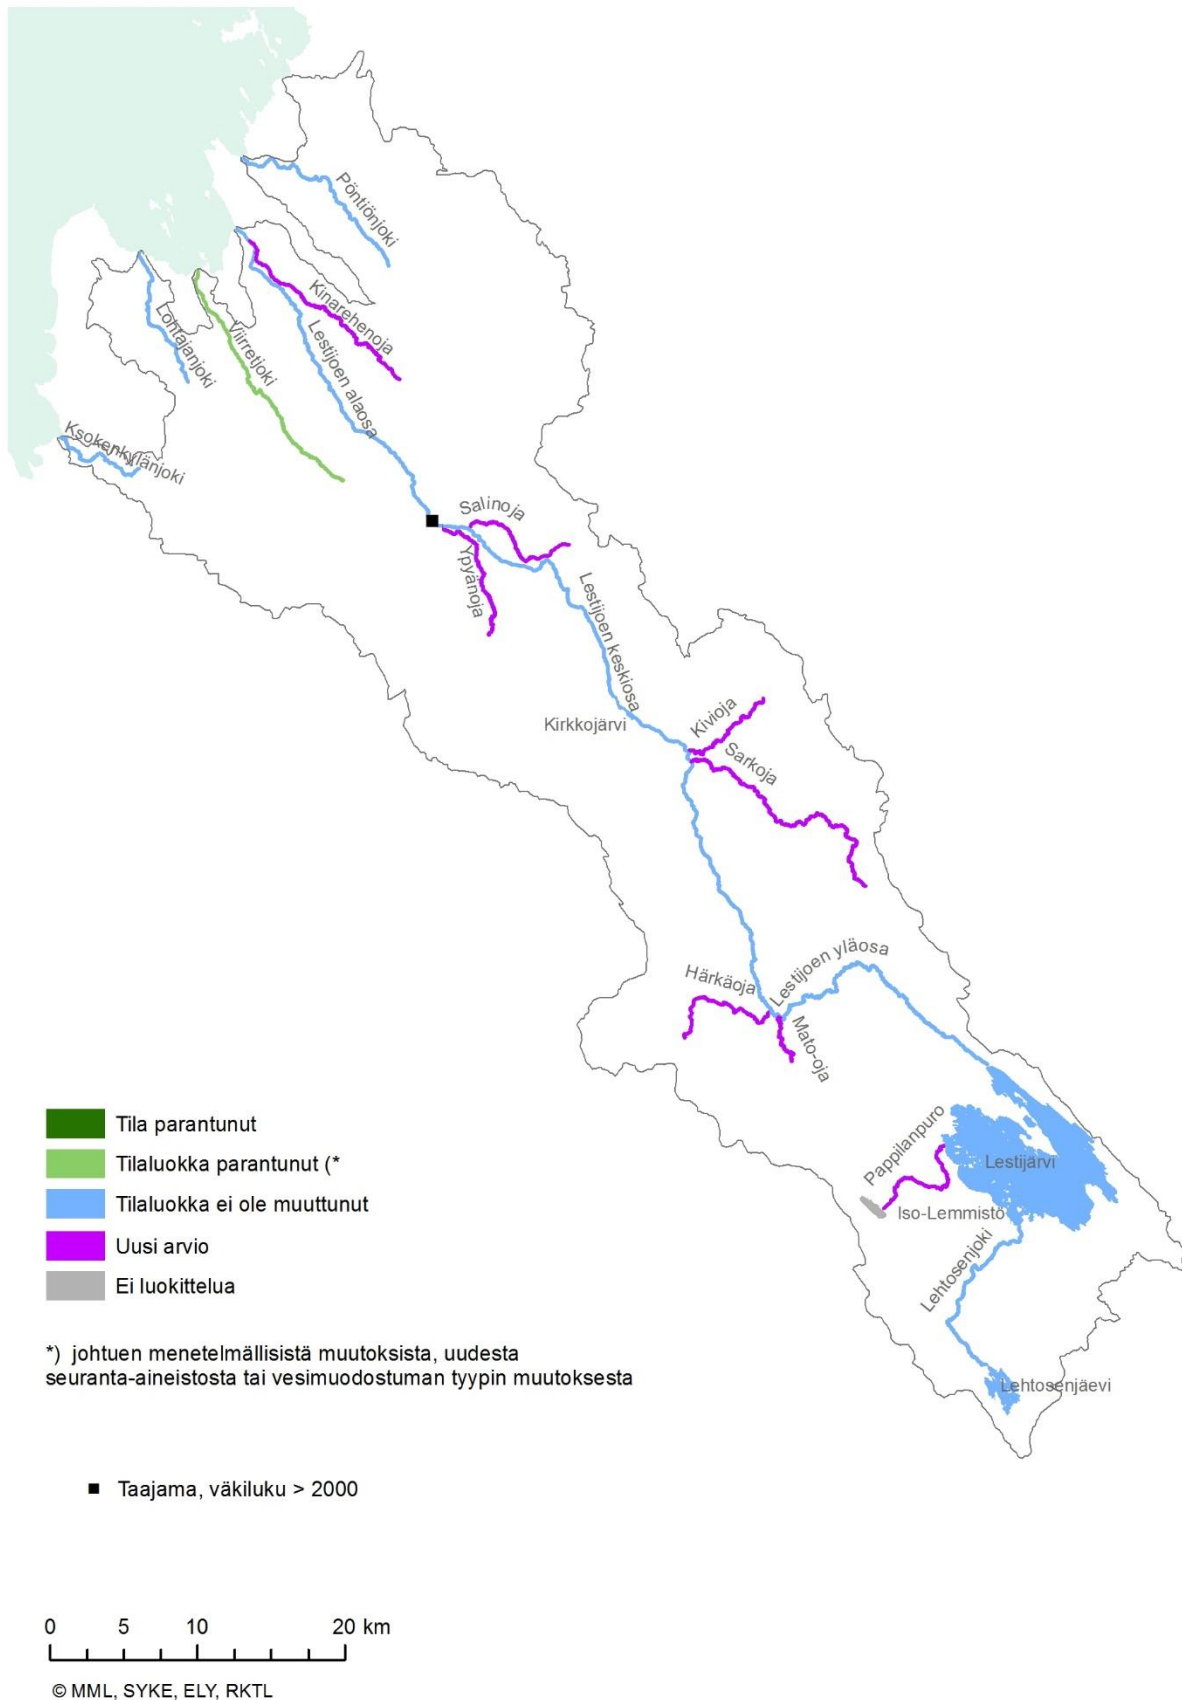 Pöntiönjoki
Kinarehenoja
Lohtajanjoki
Viirretjoki
Lestijoen alaosa
Ksokenkylänjoki
Salinoja
Ypyänoja
Lestijoen keskiosa
Kirkkojärvi
Kivioja
Sarkoja
Härkäoja
Lestijoen yläosa
Mato-oja
Pappilanpuro
Lestijärvi
Iso-Lemmistö
Lehtosenjoki
Lehtosenjäevi
Tila parantunut
Tilaluokka parantunut (*
Tilaluokka ei ole muuttunut
Uusi arvio
Ei luokittelua
*) johtuen menetelmällisistä muutoksista, uudesta
seuranta-aineistosta tai vesimuodostuman tyypin muutoksesta
Taajama, väkiluku > 2000
0 5 10 20 km
© MML, SYKE, ELY, RKTL